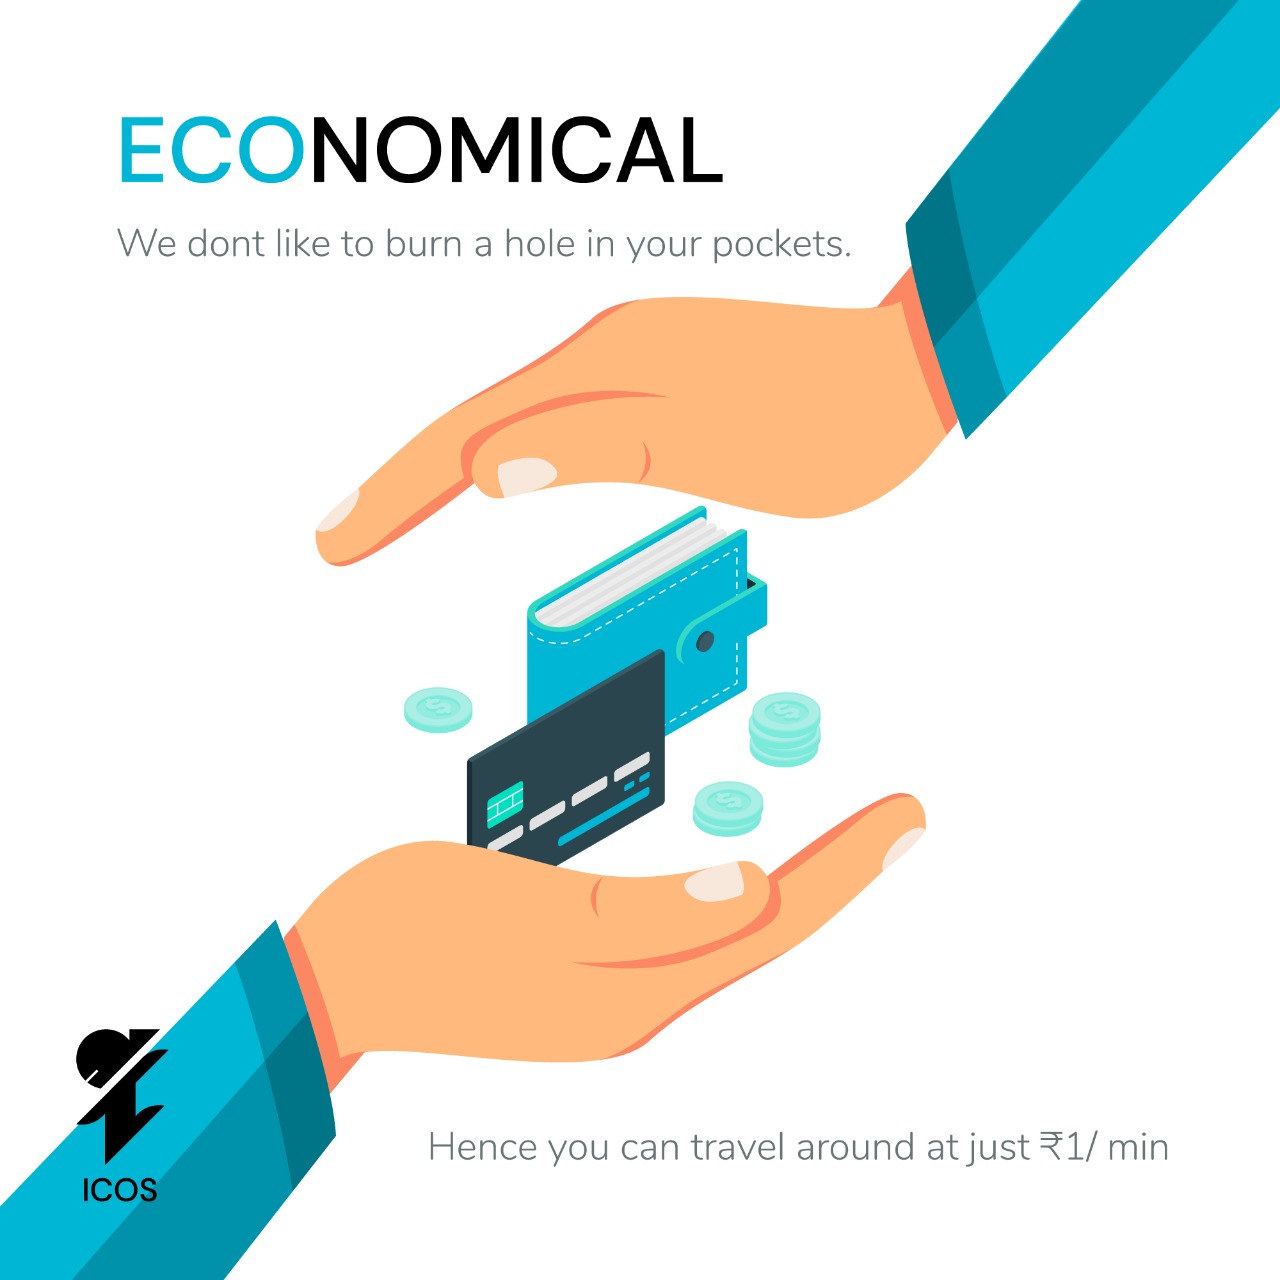 ECONOMICAL
We dont like to burn a hole in your pockets.
Hence you can travel around at just ₹1/ min
ICOS